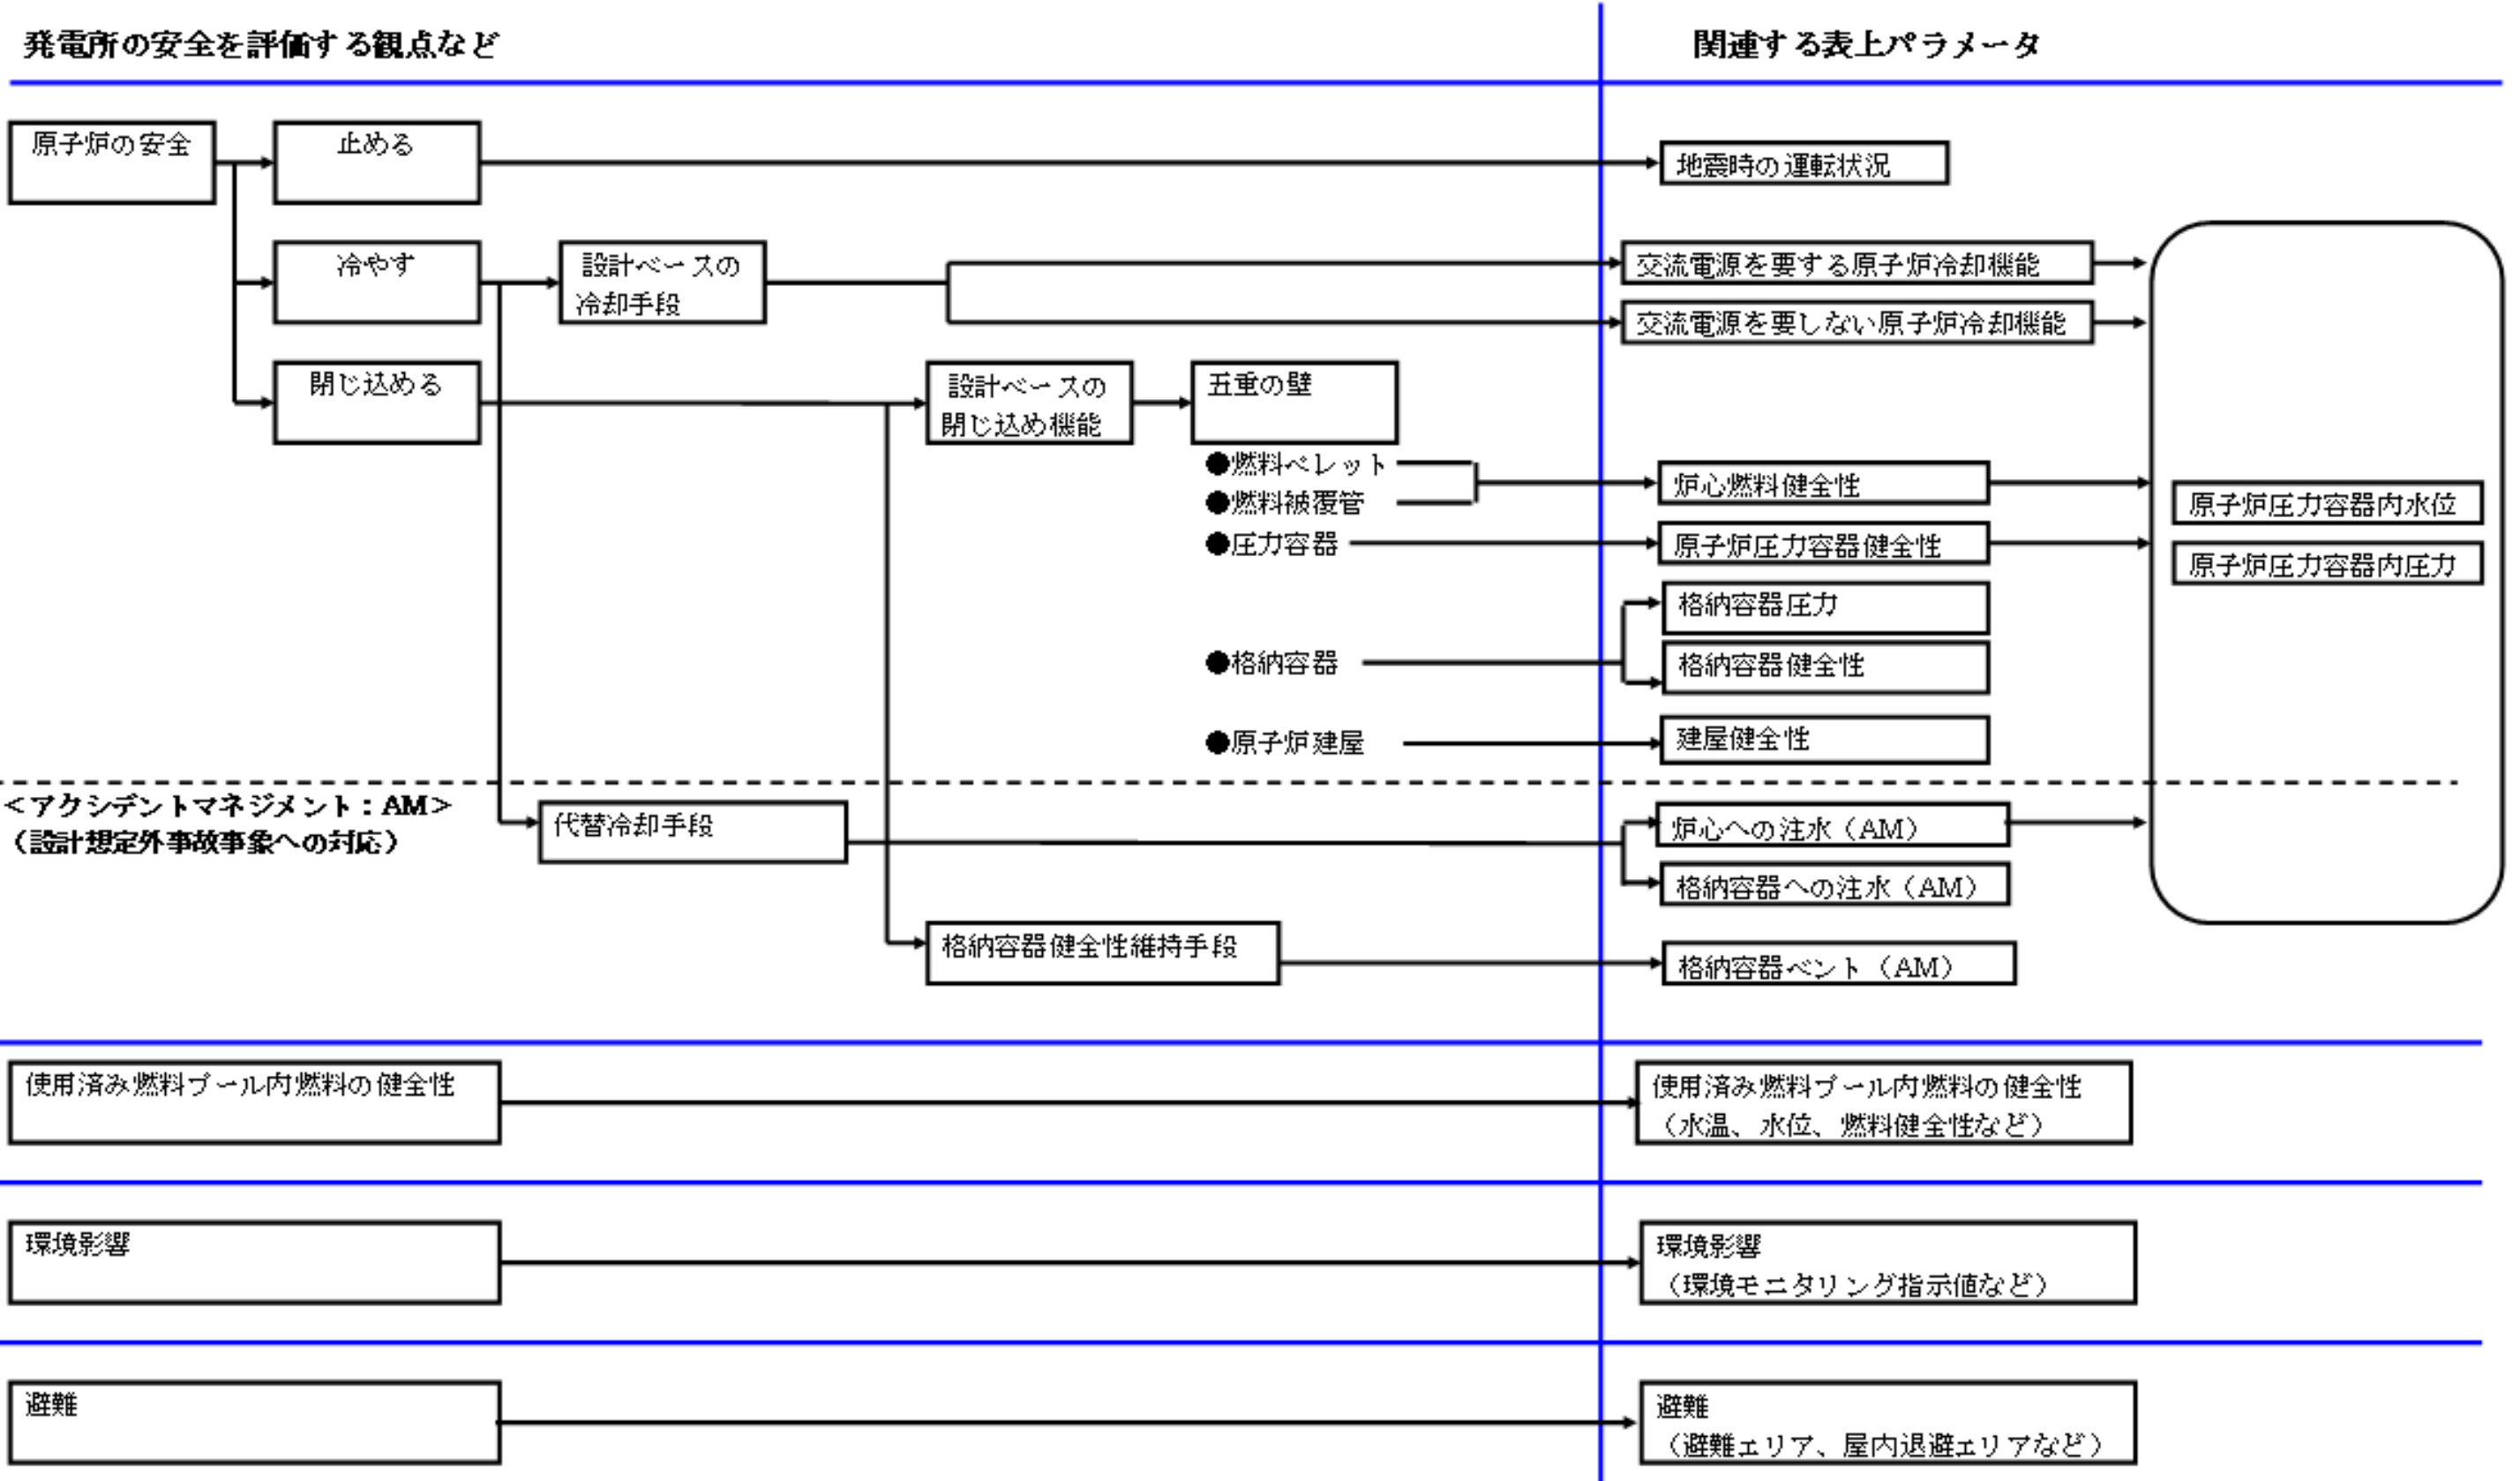 発電所の安全を評価する観点など
関連する表上パラメータ
原子炉の安全
止める
地震時の運転状況
冷やす
設計ベースの
冷却手段
交流電源を要する原子炉冷却機能
交流電源を要しない原子炉冷却機能
閉じ込める
設計ベースの
閉じ込め機能
五重の壁
●燃料ペレット
●燃料被覆管
●圧力容器
●格納容器
●原子炉建屋
炉心燃料健全性
原子炉圧力容器健全性
格納容器圧力
格納容器健全性
建屋健全性
原子炉圧力容器内水位
原子炉圧力容器内圧力
＜アクシデントマネジメント：AM＞
（設計想定外事故事象への対応）
代替冷却手段
炉心への注水（AM）
格納容器への注水（AM）
格納容器健全性維持手段
格納容器ベント（AM）
使用済み燃料プール内燃料の健全性
使用済み燃料プール内燃料の健全性
（水温、水位、燃料健全性など）
環境影響
環境影響
（環境モニタリング指示値など）
避難
避難
（避難エリア、屋内退避エリアなど）